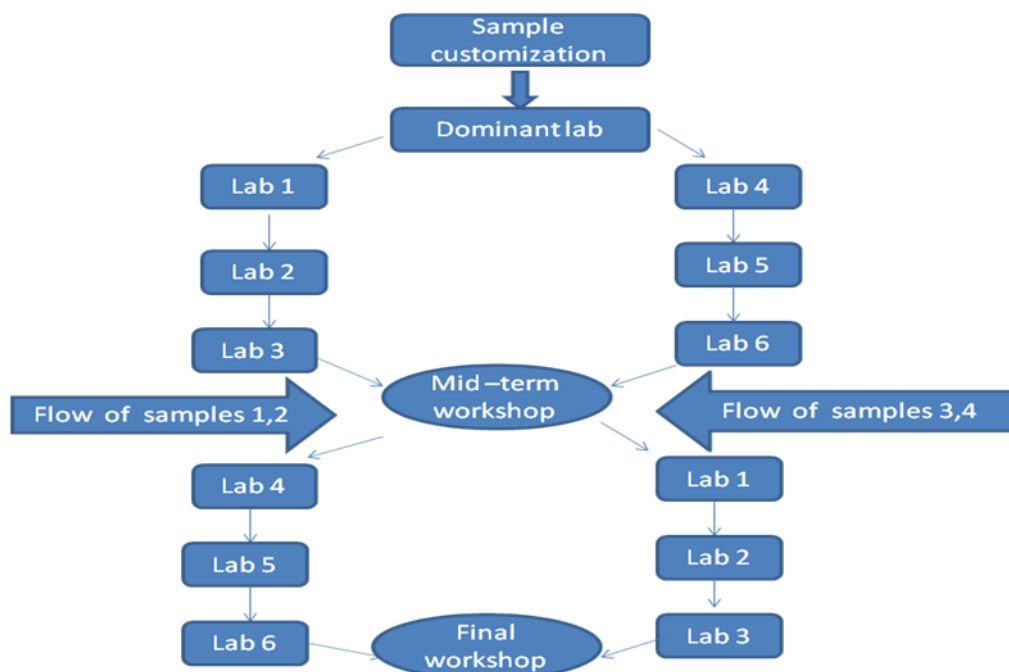 Sample
customization
Dominant lab
Lab 1
Lab 4
Lab 2
Lab 5
Lab 3
Lab 6
Mid –term
workshop
Flow of samples 1,2
Flow of samples 3,4
Lab 4
Lab 1
Lab 5
Lab 2
Lab 6
Lab 3
Final
workshop